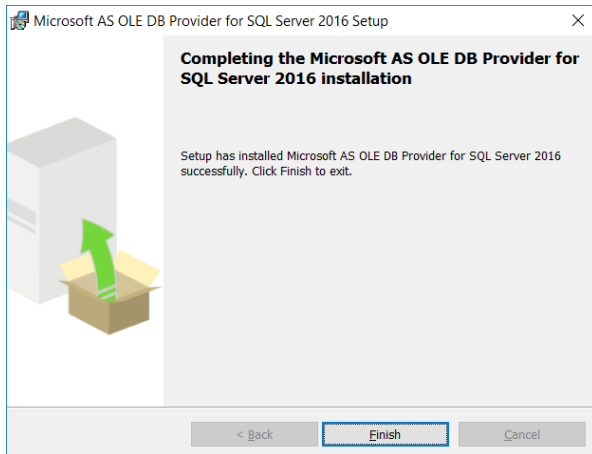 Microsoft AS OLE DB Provider for SQL Server 2016 Setup
Completing the Microsoft AS OLE DB Provider for
SQL Server 2016 installation
Setup has installed Microsoft AS OLE DB Provider for SQL Server 2016
successfully. Click Finish to exit.
< Back
Finish
Cancel